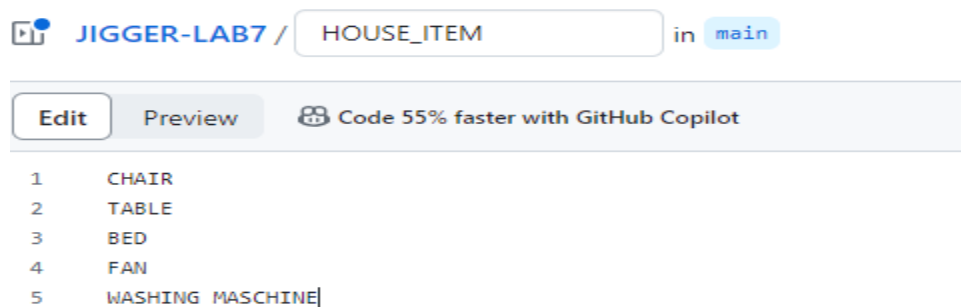 JIGGER-LAB7 / HOUSE_ITEM in main
Edit Preview Code 55% faster with GitHub Copilot
1 CHAIR
2 TABLE
3 BED
4 FAN
5 WASHING MASCHINE